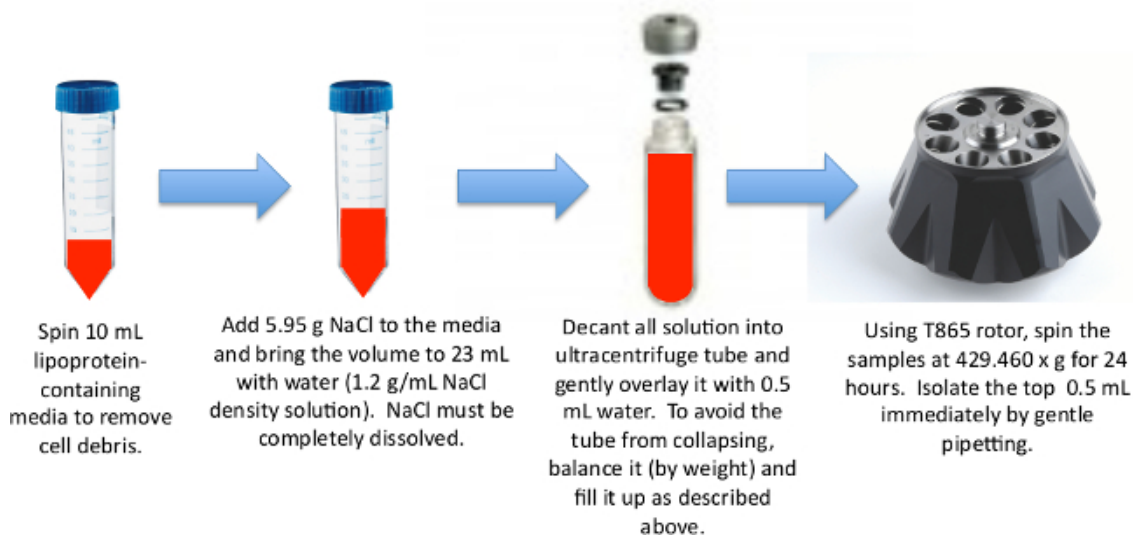 Spin 10 mL
lipoprotein-
containing
media to remove
cell debris.
Add 5.95 g NaCl to the media
and bring the volume to 23 mL
with water (1.2 g/mL NaCl
density solution).  NaCl must be
completely dissolved.
Decant all solution into
ultracentrifuge tube and
gently overlay it with 0.5
mL water.  To avoid the
tube from collapsing,
balance it (by weight) and
fill it up as described
above.
Using T865 rotor, spin the
samples at 429.460 x g for 24
hours.  Isolate the top  0.5 mL
immediately by gentle
pipetting.